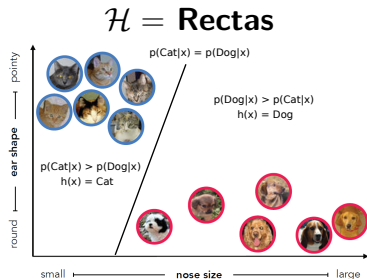 ℋ = Rectas
p(Cat|x) = p(Dog|x)
p(Dog|x) > p(Cat|x)
h(x) = Dog
p(Cat|x) > p(Dog|x)
h(x) = Cat
pointy
ear shape
round
small
nose size
large